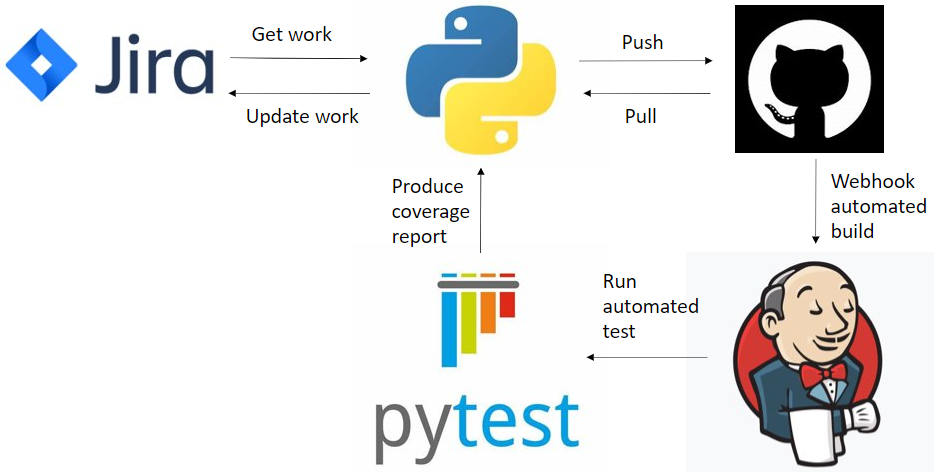 Jira
Get work
Update work
Push
Pull
Produce
coverage
report
Webhook
automated
build
Run
automated
test
pytest